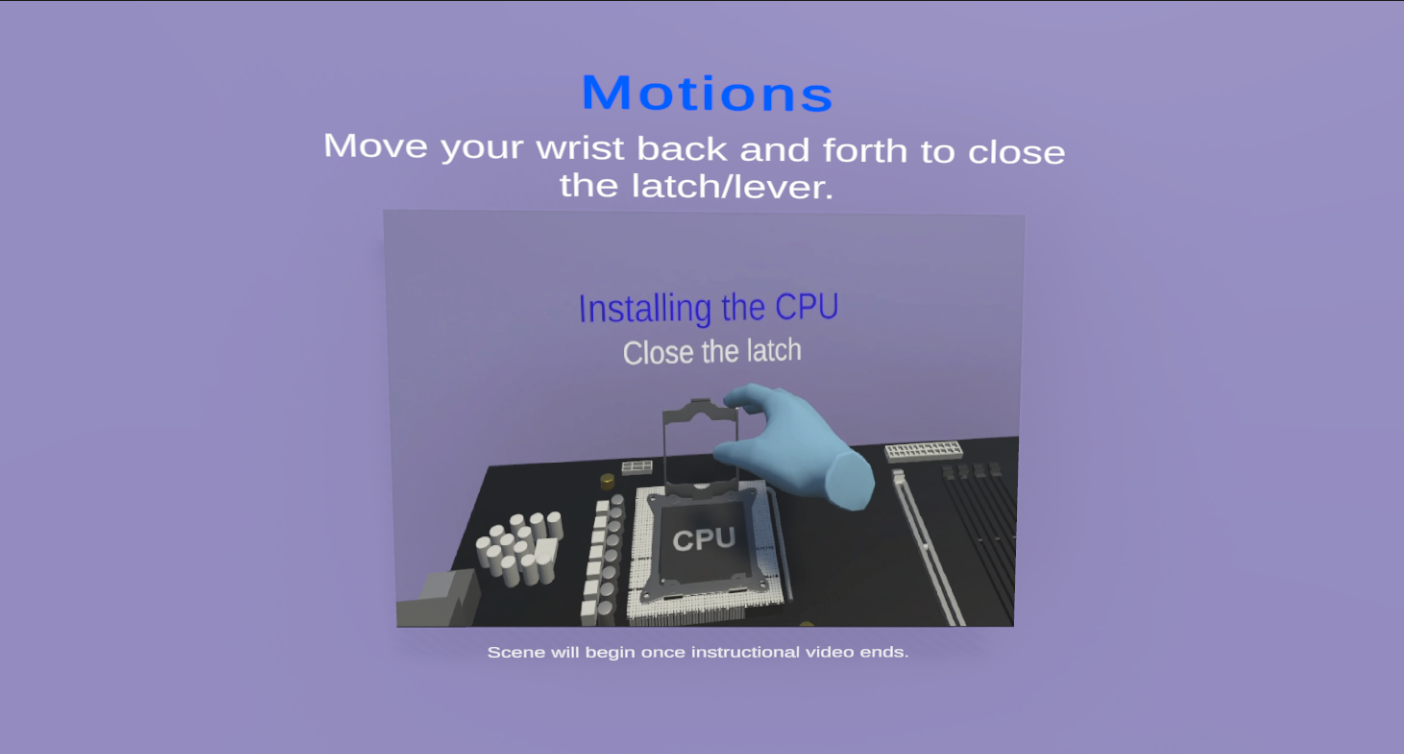 Motions
Move your wrist back and forth to close
the latch/lever.
Installing the CPU
Close the latch
CPU
Scene will begin once instructional video ends.